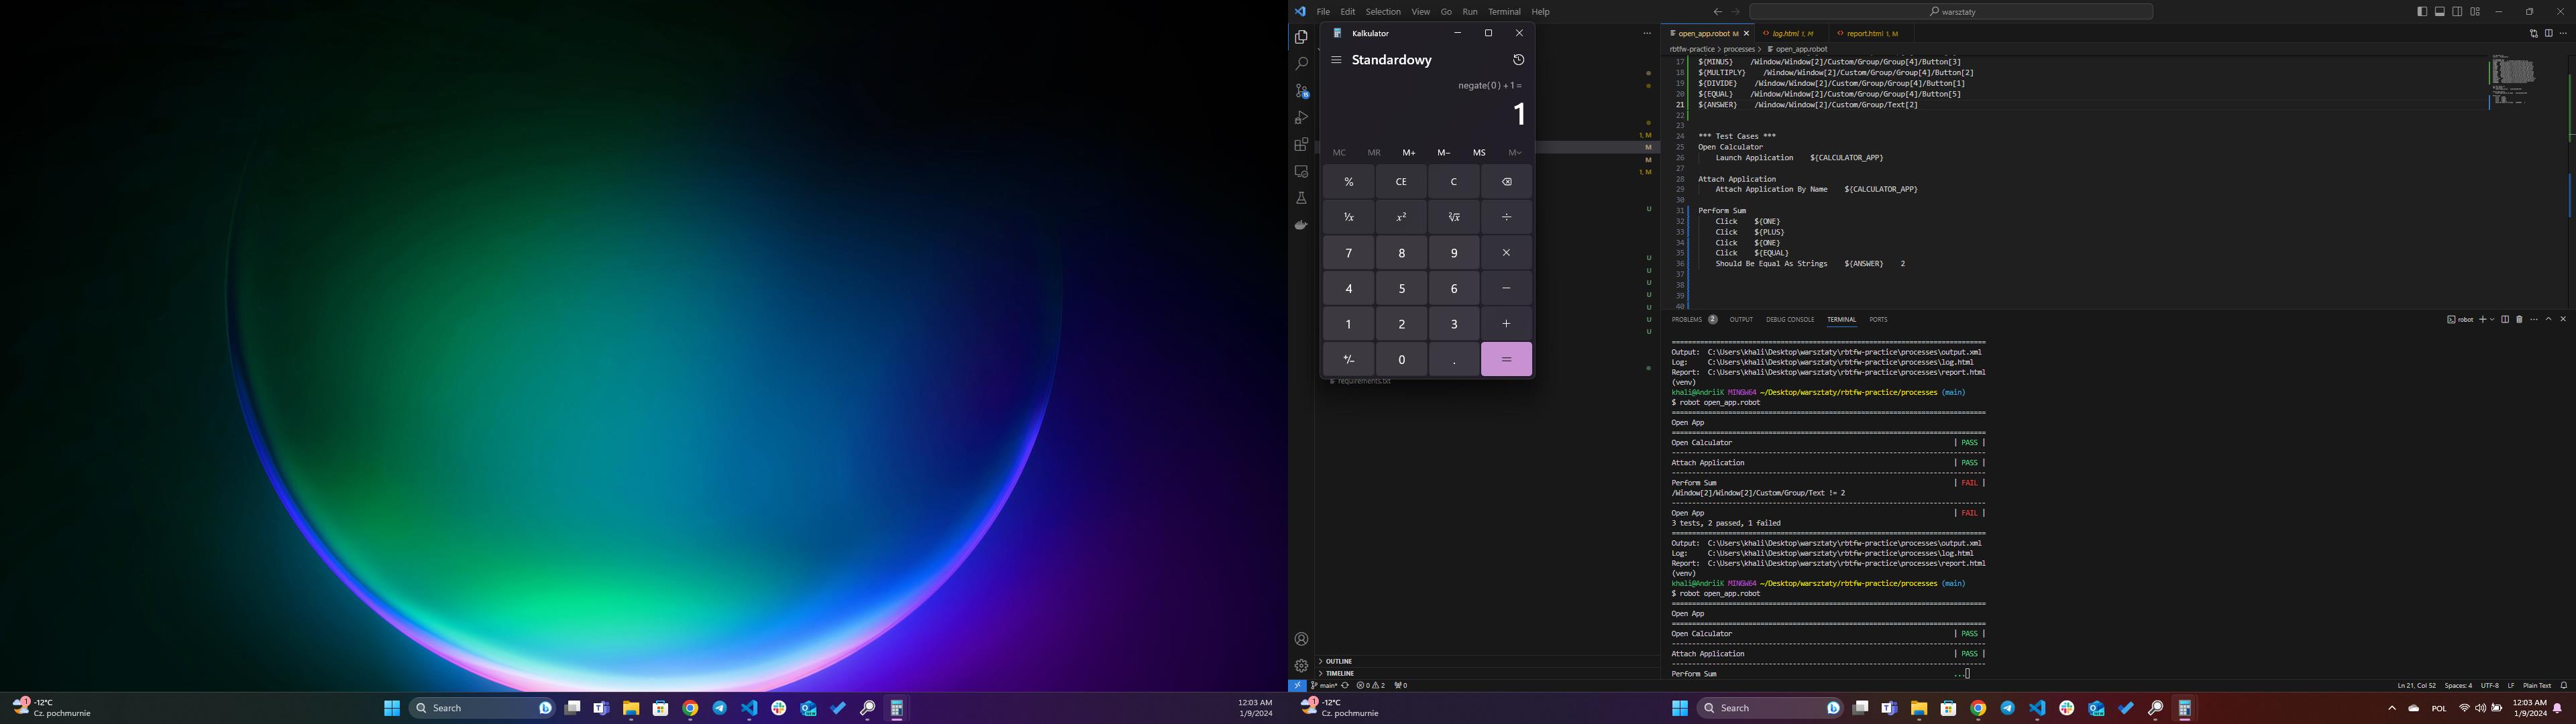 File Edit Selection View Go Run Terminal Help
warsztaty
Kalkulator
Standardowy
negate(0) + 1 =
1
MC MR M+ M− MS M
% CE C
¹/x x² ²√x ÷
7 8 9 ×
4 5 6 −
1 2 3 +
+/− 0 . =
requirements.txt
1, M
M
M
1, M
U
U
U
U
U
U
U
U
OUTLINE
TIMELINE
open_app.robot M log.html 1, M report.html 1, M
rbtfw-practice > processes > open_app.robot
17 ${MINUS} /Window/Window[2]/Custom/Group/Group[4]/Button[3]
18 ${MULTIPLY} /Window/Window[2]/Custom/Group/Group[4]/Button[2]
19 ${DIVIDE} /Window/Window[2]/Custom/Group/Group[4]/Button[1]
20 ${EQUAL} /Window/Window[2]/Custom/Group/Group[4]/Button[5]
21 ${ANSWER} /Window/Window[2]/Custom/Group/Text[2]
22
23
24 *** Test Cases ***
25 Open Calculator
26 Launch Application ${CALCULATOR_APP}
27
28 Attach Application
29 Attach Application By Name ${CALCULATOR_APP}
30
31 Perform Sum
32 Click ${ONE}
33 Click ${PLUS}
34 Click ${ONE}
35 Click ${EQUAL}
36 Should Be Equal As Strings ${ANSWER} 2
37
38
39
40
PROBLEMS 2 OUTPUT DEBUG CONSOLE TERMINAL PORTS
robot
==============================================================================
Output: C:\Users\khali\Desktop\warsztaty\rbtfw-practice\processes\output.xml
Log: C:\Users\khali\Desktop\warsztaty\rbtfw-practice\processes\log.html
Report: C:\Users\khali\Desktop\warsztaty\rbtfw-practice\processes\report.html
(venv)
khali@AndriiK MINGW64 ~/Desktop/warsztaty/rbtfw-practice/processes (main)
$ robot open_app.robot
==============================================================================
Open App
==============================================================================
Open Calculator | PASS |
------------------------------------------------------------------------------
Attach Application | PASS |
------------------------------------------------------------------------------
Perform Sum | FAIL |
/Window[2]/Window[2]/Custom/Group/Text != 2
------------------------------------------------------------------------------
Open App | FAIL |
3 tests, 2 passed, 1 failed
==============================================================================
Output: C:\Users\khali\Desktop\warsztaty\rbtfw-practice\processes\output.xml
Log: C:\Users\khali\Desktop\warsztaty\rbtfw-practice\processes\log.html
Report: C:\Users\khali\Desktop\warsztaty\rbtfw-practice\processes\report.html
(venv)
khali@AndriiK MINGW64 ~/Desktop/warsztaty/rbtfw-practice/processes (main)
$ robot open_app.robot
==============================================================================
Open App
==============================================================================
Open Calculator | PASS |
------------------------------------------------------------------------------
Attach Application | PASS |
------------------------------------------------------------------------------
Perform Sum ...
main* 0 2 0
Ln 21, Col 52 Spaces: 4 UTF-8 LF Plain Text
1 -12°C
Cz. pochmurnie
Search
12:03 AM
1/9/2024
1 -12°C
Cz. pochmurnie
Search
POL
12:03 AM
1/9/2024